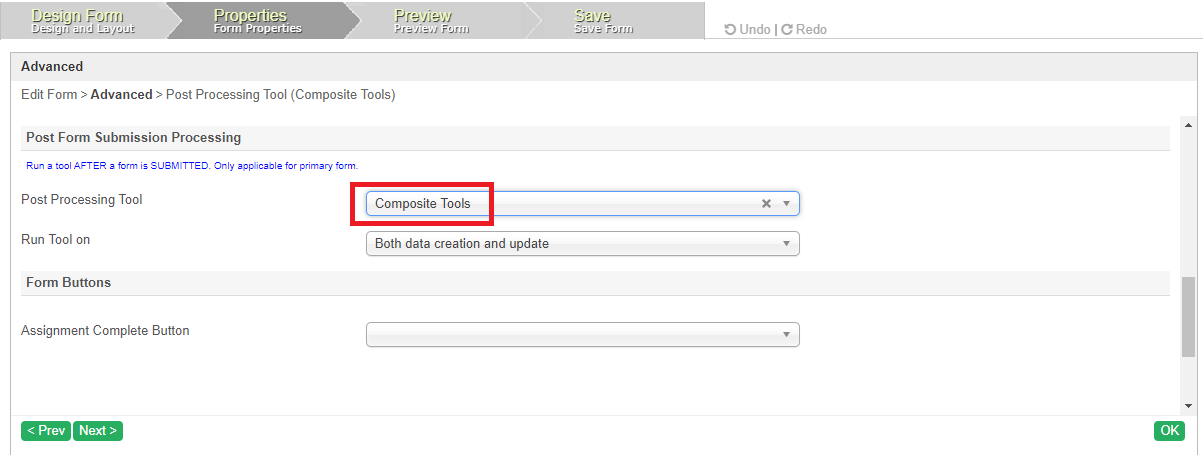 Design Form Properties Preview Save
Design and Layout Form Properties Preview Form Save Form
Undo | Redo
Advanced
Edit Form > Advanced > Post Processing Tool (Composite Tools)
Post Form Submission Processing
Run a tool AFTER a form is SUBMITTED. Only applicable for primary form.
Post Processing Tool Composite Tools
Run Tool on Both data creation and update
Form Buttons
Assignment Complete Button
< Prev Next > OK